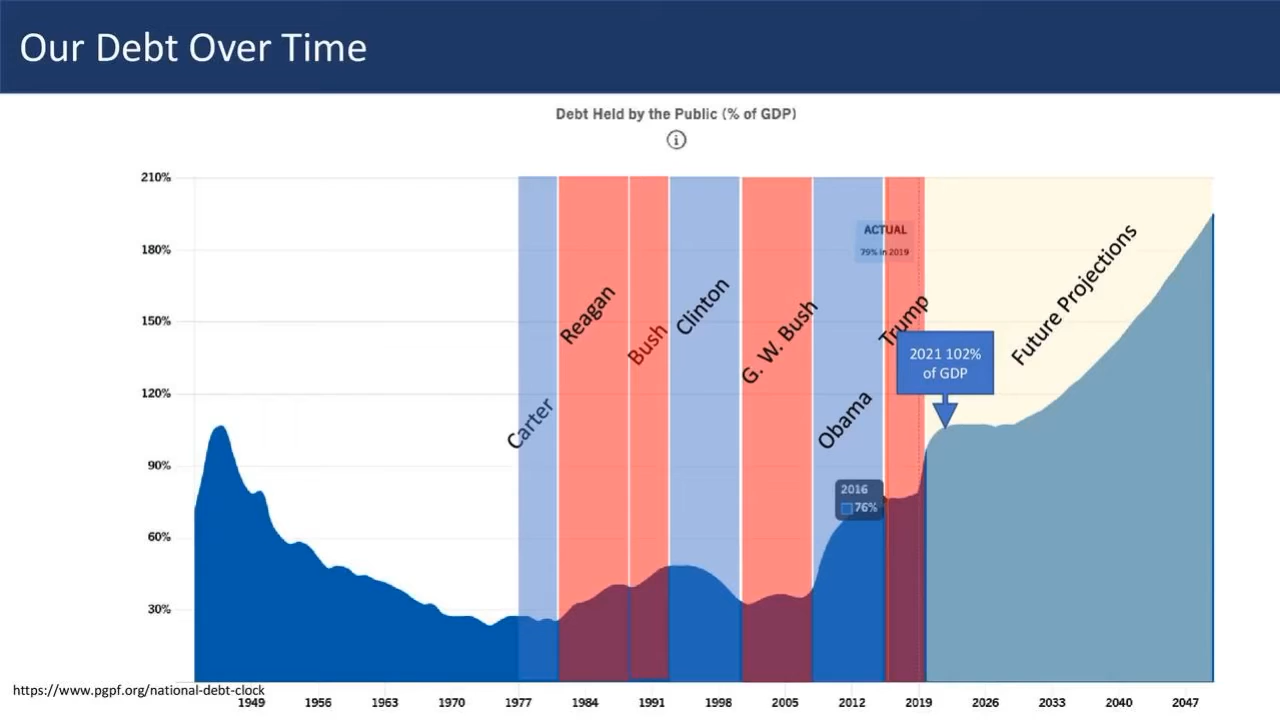 Our Debt Over Time
Debt Held by the Public (% of GDP)
i
210%
180%
150%
120%
90%
60%
30%
Carter
Reagan
Bush
Clinton
G. W. Bush
Obama
Trump
Future Projections
ACTUAL
79% in 2019
2021 102%
of GDP
2016
76%
1949 1956 1963 1970 1977 1984 1991 1998 2005 2012 2019 2026 2033 2040 2047
https://www.pgpf.org/national-debt-clock